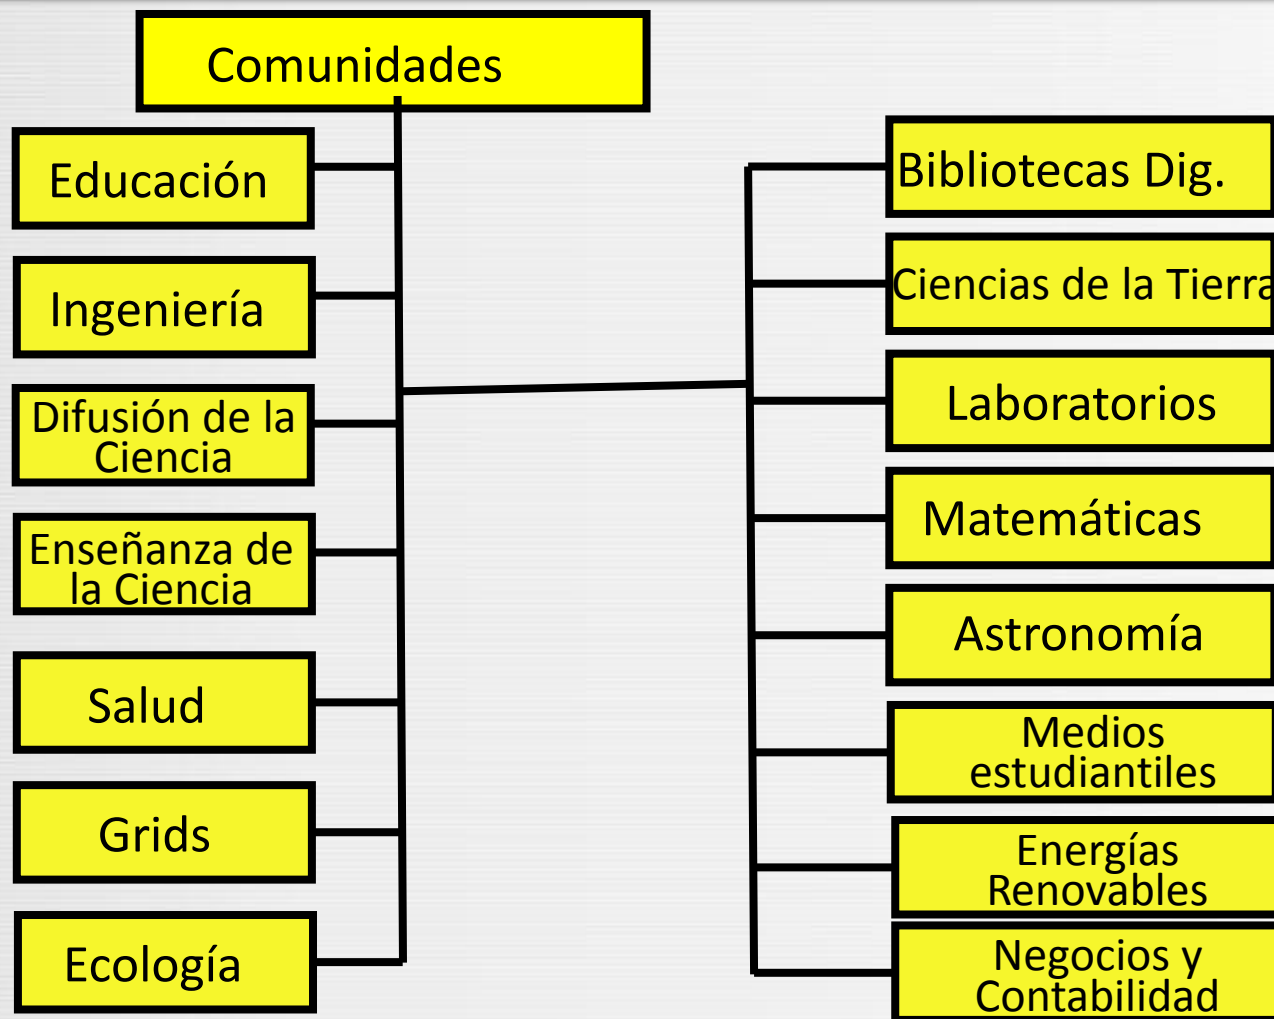 Comunidades
Educación
Ingeniería
Difusión de la
Ciencia
Enseñanza de
la Ciencia
Salud
Grids
Ecología
Bibliotecas Dig.
Ciencias de la Tierra
Laboratorios
Matemáticas
Astronomía
Medios
estudiantiles
Energías
Renovables
Negocios y
Contabilidad